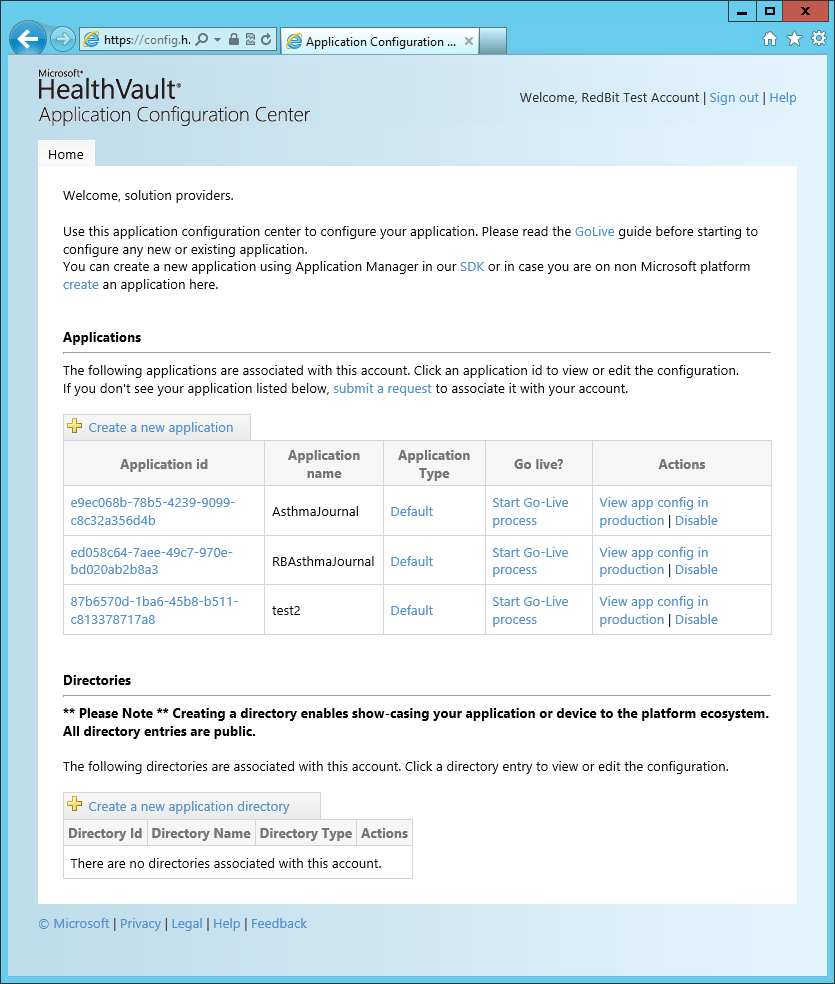 https://config.h.
Application Configuration ...
Microsoft®
HealthVault®
Application Configuration Center
Welcome, RedBit Test Account | Sign out | Help
Home
Welcome, solution providers.
Use this application configuration center to configure your application. Please read the GoLive guide before starting to
configure any new or existing application.
You can create a new application using Application Manager in our SDK or in case you are on non Microsoft platform
create an application here.
Applications
The following applications are associated with this account. Click an application id to view or edit the configuration.
If you don't see your application listed below, submit a request to associate it with your account.
Create a new application
Application id
Application
name
Application
Type
Go live?
Actions
e9ec068b-78b5-4239-9099-
c8c32a356d4b
AsthmaJournal
Default
Start Go-Live
process
View app config in
production | Disable
ed058c64-7aee-49c7-970e-
bd020ab2b8a3
RBAsthmaJournal
Default
Start Go-Live
process
View app config in
production | Disable
87b6570d-1ba6-45b8-b511-
c813378717a8
test2
Default
Start Go-Live
process
View app config in
production | Disable
Directories
** Please Note ** Creating a directory enables show-casing your application or device to the platform ecosystem.
All directory entries are public.
The following directories are associated with this account. Click a directory entry to view or edit the configuration.
Create a new application directory
Directory Id
Directory Name
Directory Type
Actions
There are no directories associated with this account.
© Microsoft | Privacy | Legal | Help | Feedback